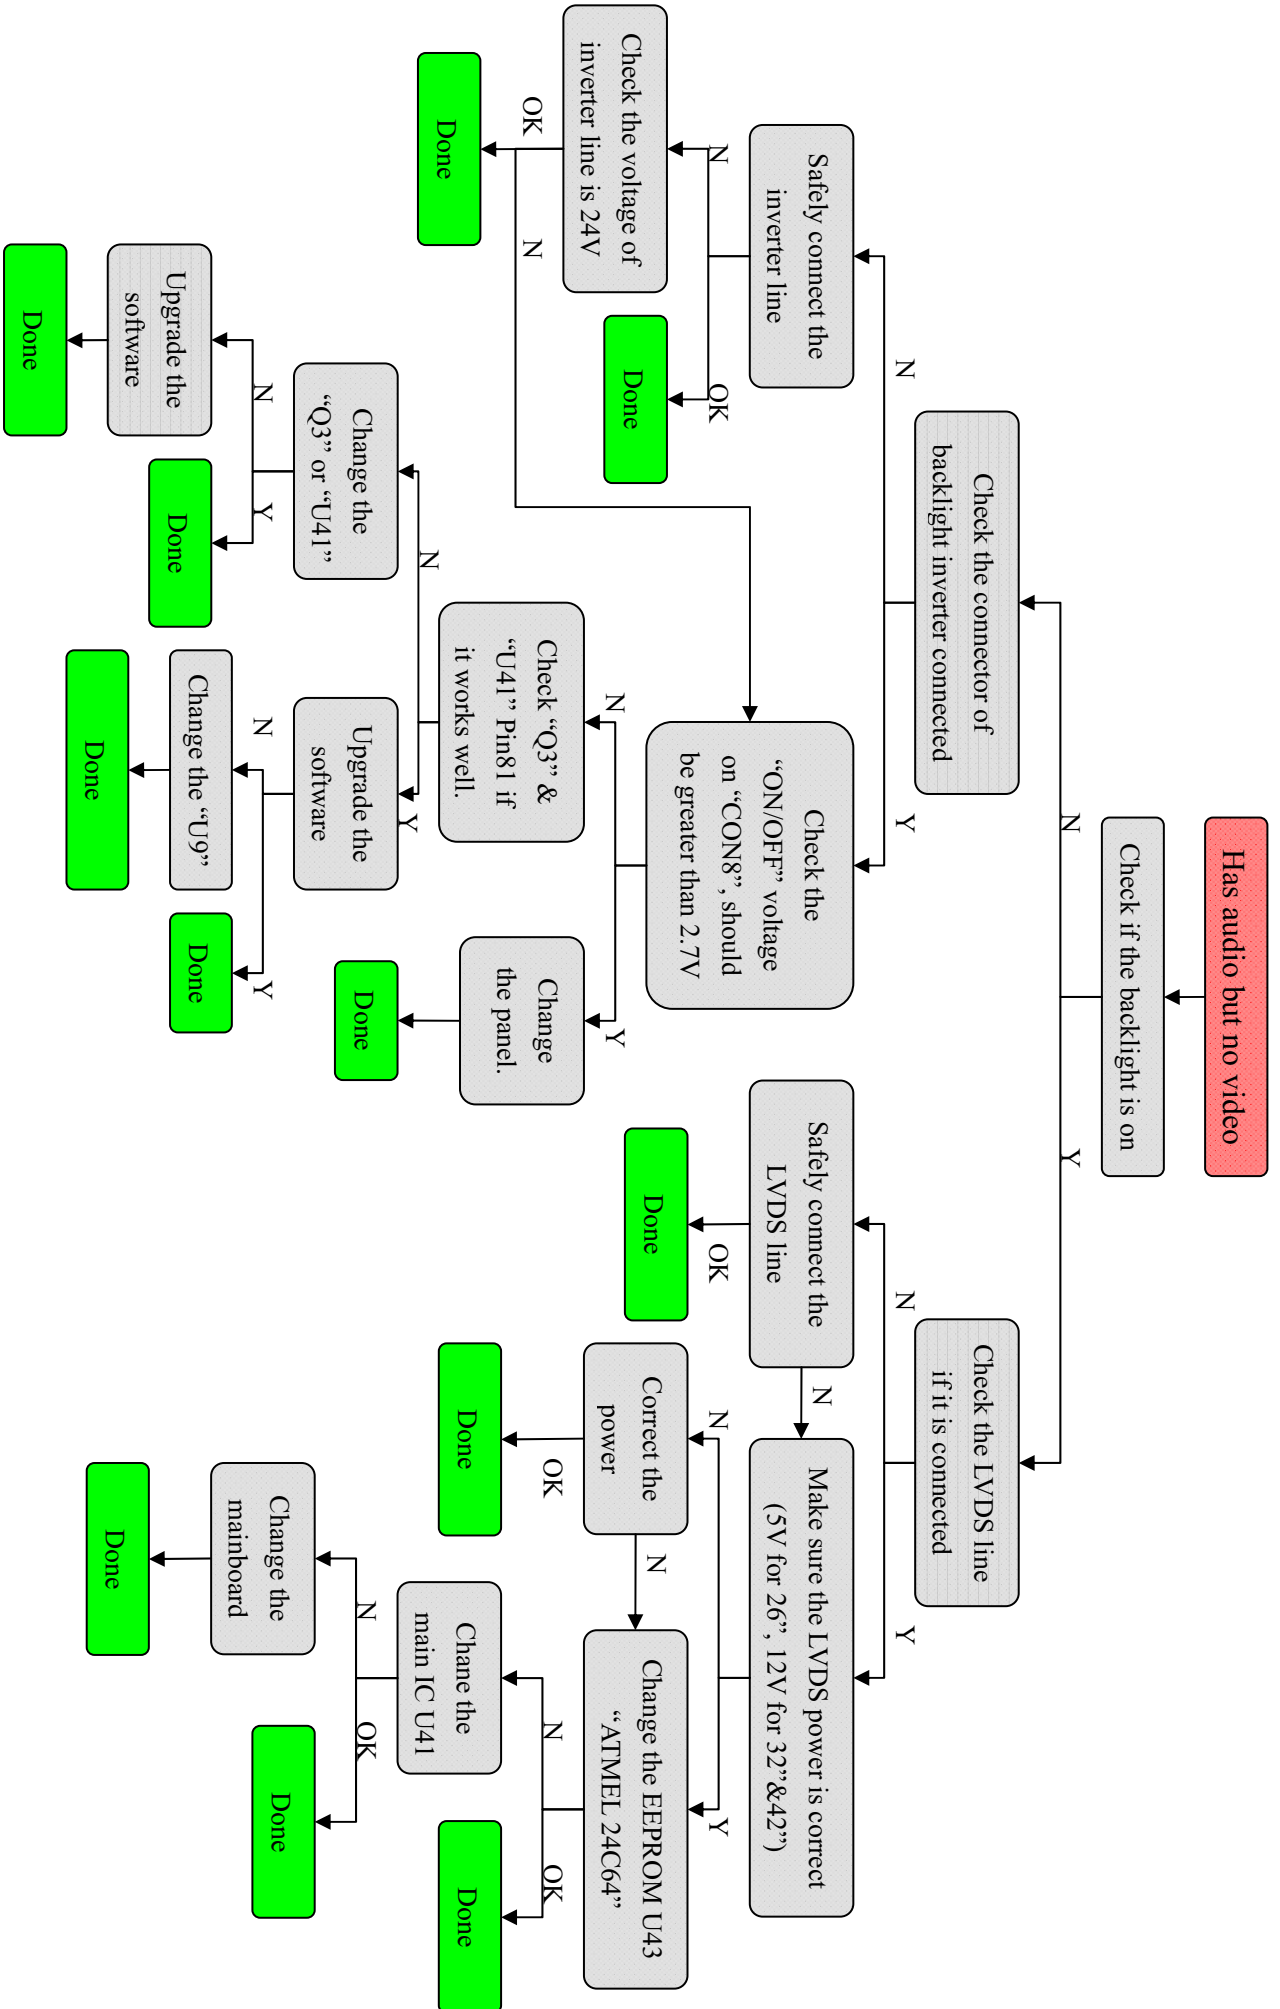 Has audio but no video
Check if the backlight is on
N
Y
Check the connector of
backlight inverter connected
Check the LVDS line
if it is connected
N
Y
N
Y
Safely connect the
inverter line
Check the
“ON/OFF” voltage
on “CON8”, should
be greater than 2.7V
Safely connect the
LVDS line
N
Make sure the LVDS power is correct
(5V for 26”, 12V for 32”&42”)
N
OK
OK
N
Y
Check the voltage of
inverter line is 24V
Done
N
Y
Done
Correct the
power
N
Change the EEPROM U43
“ATMEL 24C64”
OK
N
Check “Q3” &
“U41” Pin81 if
it works well.
Change
the panel.
OK
N
OK
Done
Done
Done
Chane the
main IC U41
Done
N
Y
N
OK
Change the
“Q3” or “U41”
Upgrade the
software
Change the
mainboard
Done
N
Y
N
Y
Upgrade the
software
Done
Change the “U9”
Done
Done
Done
Done